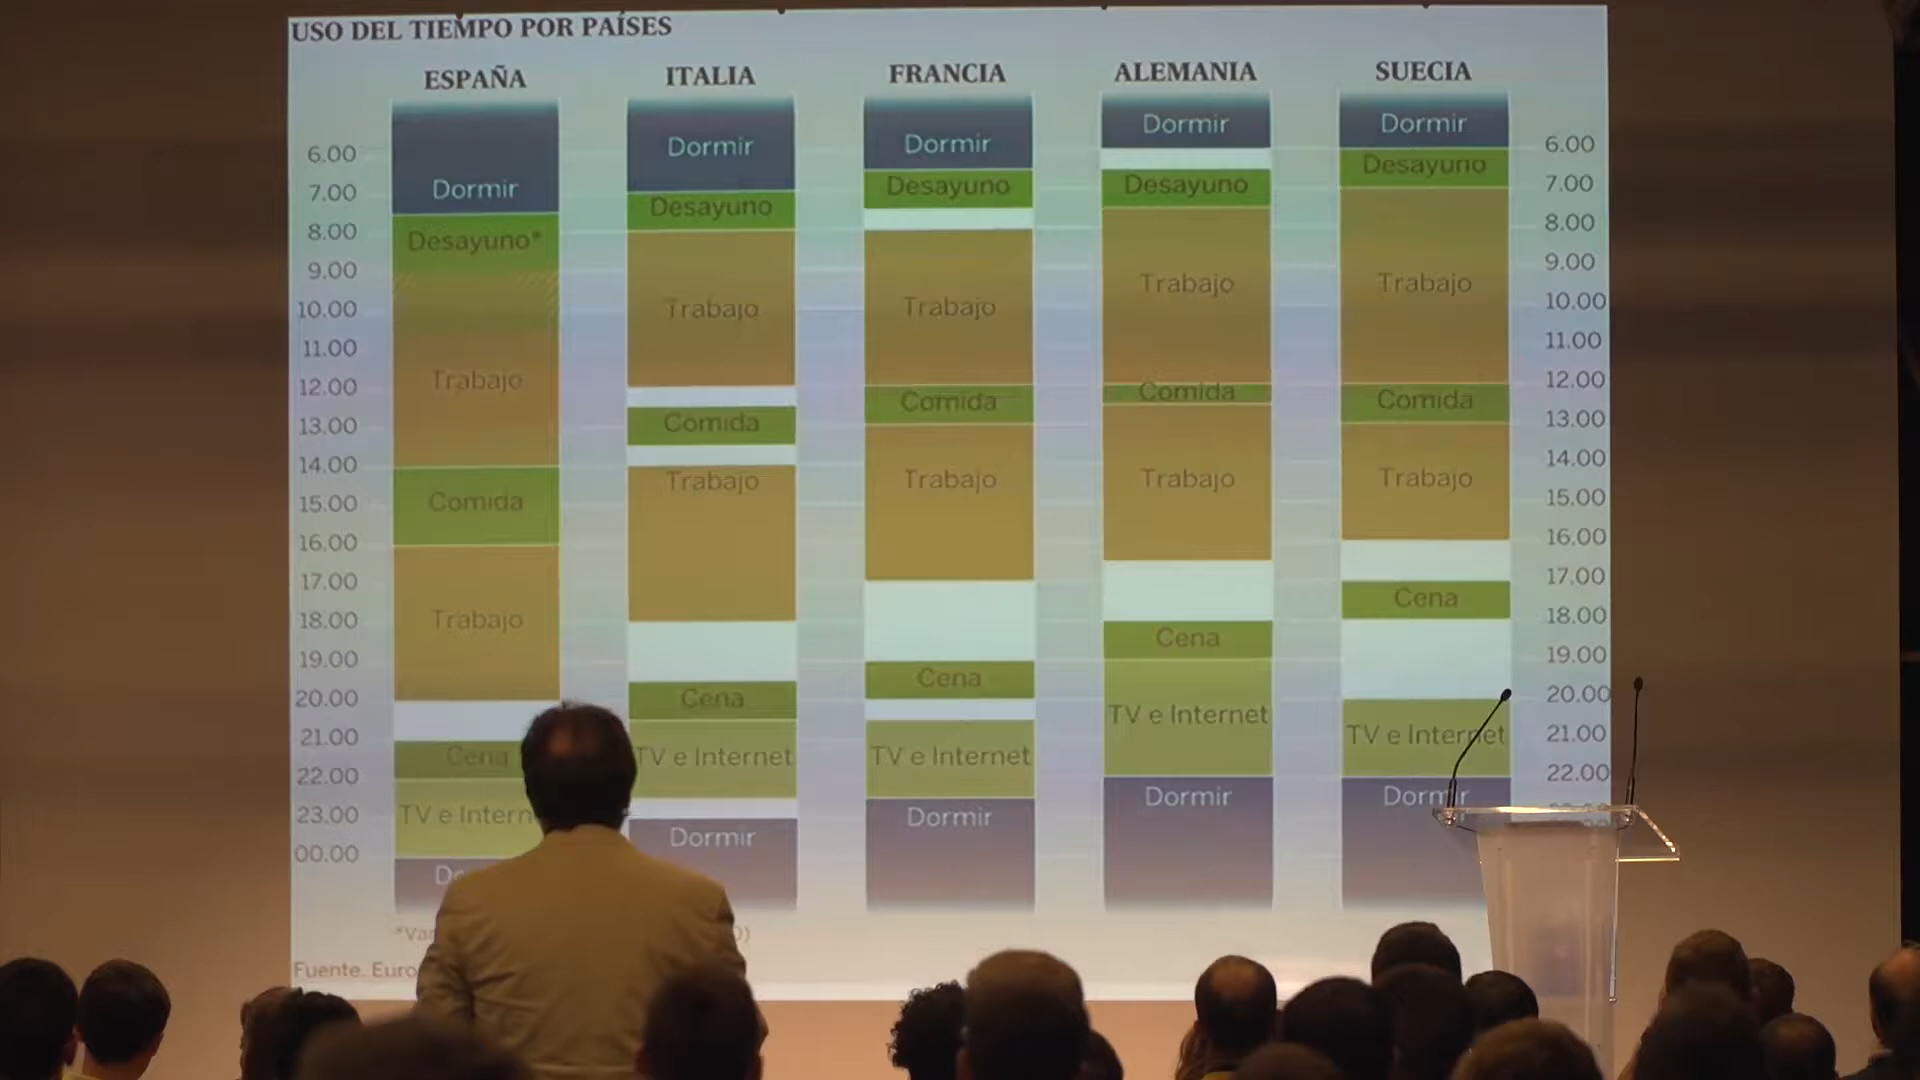 USO DEL TIEMPO POR PAÍSES
ESPAÑA ITALIA FRANCIA ALEMANIA SUECIA
6.00
7.00
8.00
9.00
10.00
11.00
12.00
13.00
14.00
15.00
16.00
17.00
18.00
19.00
20.00
21.00
22.00
23.00
00.00
Dormir
Desayuno*
Trabajo
Comida
Trabajo
Cena
TV e Intern
Dormir
Desayuno
Trabajo
Comida
Trabajo
Cena
TV e Internet
Dormir
Dormir
Desayuno
Trabajo
Comida
Trabajo
Cena
TV e Internet
Dormir
Dormir
Desayuno
Trabajo
Comida
Trabajo
Cena
TV e Internet
Dormir
Dormir
Desayuno
Trabajo
Comida
Trabajo
Cena
TV e Internet
Dormir
6.00
7.00
8.00
9.00
10.00
11.00
12.00
13.00
14.00
15.00
16.00
17.00
18.00
19.00
20.00
21.00
22.00
Fuente. Euro